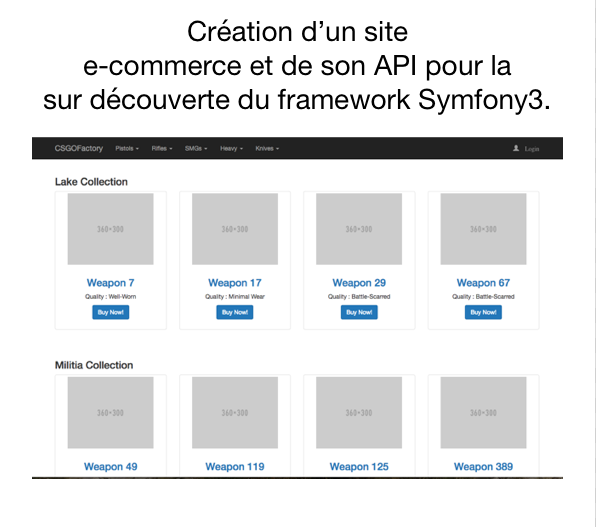 Création d’un site
e-commerce et de son API pour la
sur découverte du framework Symfony3.
CSGOFactory Pistols Rifles SMGs Heavy Knives Login
Lake Collection
360×300 360×300 360×300 360×300
Weapon 7 Weapon 17 Weapon 29 Weapon 67
Quality : Well-Worn Quality : Minimal Wear Quality : Battle-Scarred Quality : Battle-Scarred
Buy Now! Buy Now! Buy Now! Buy Now!
Militia Collection
360×300 360×300 360×300 360×300
Weapon 49 Weapon 119 Weapon 125 Weapon 389